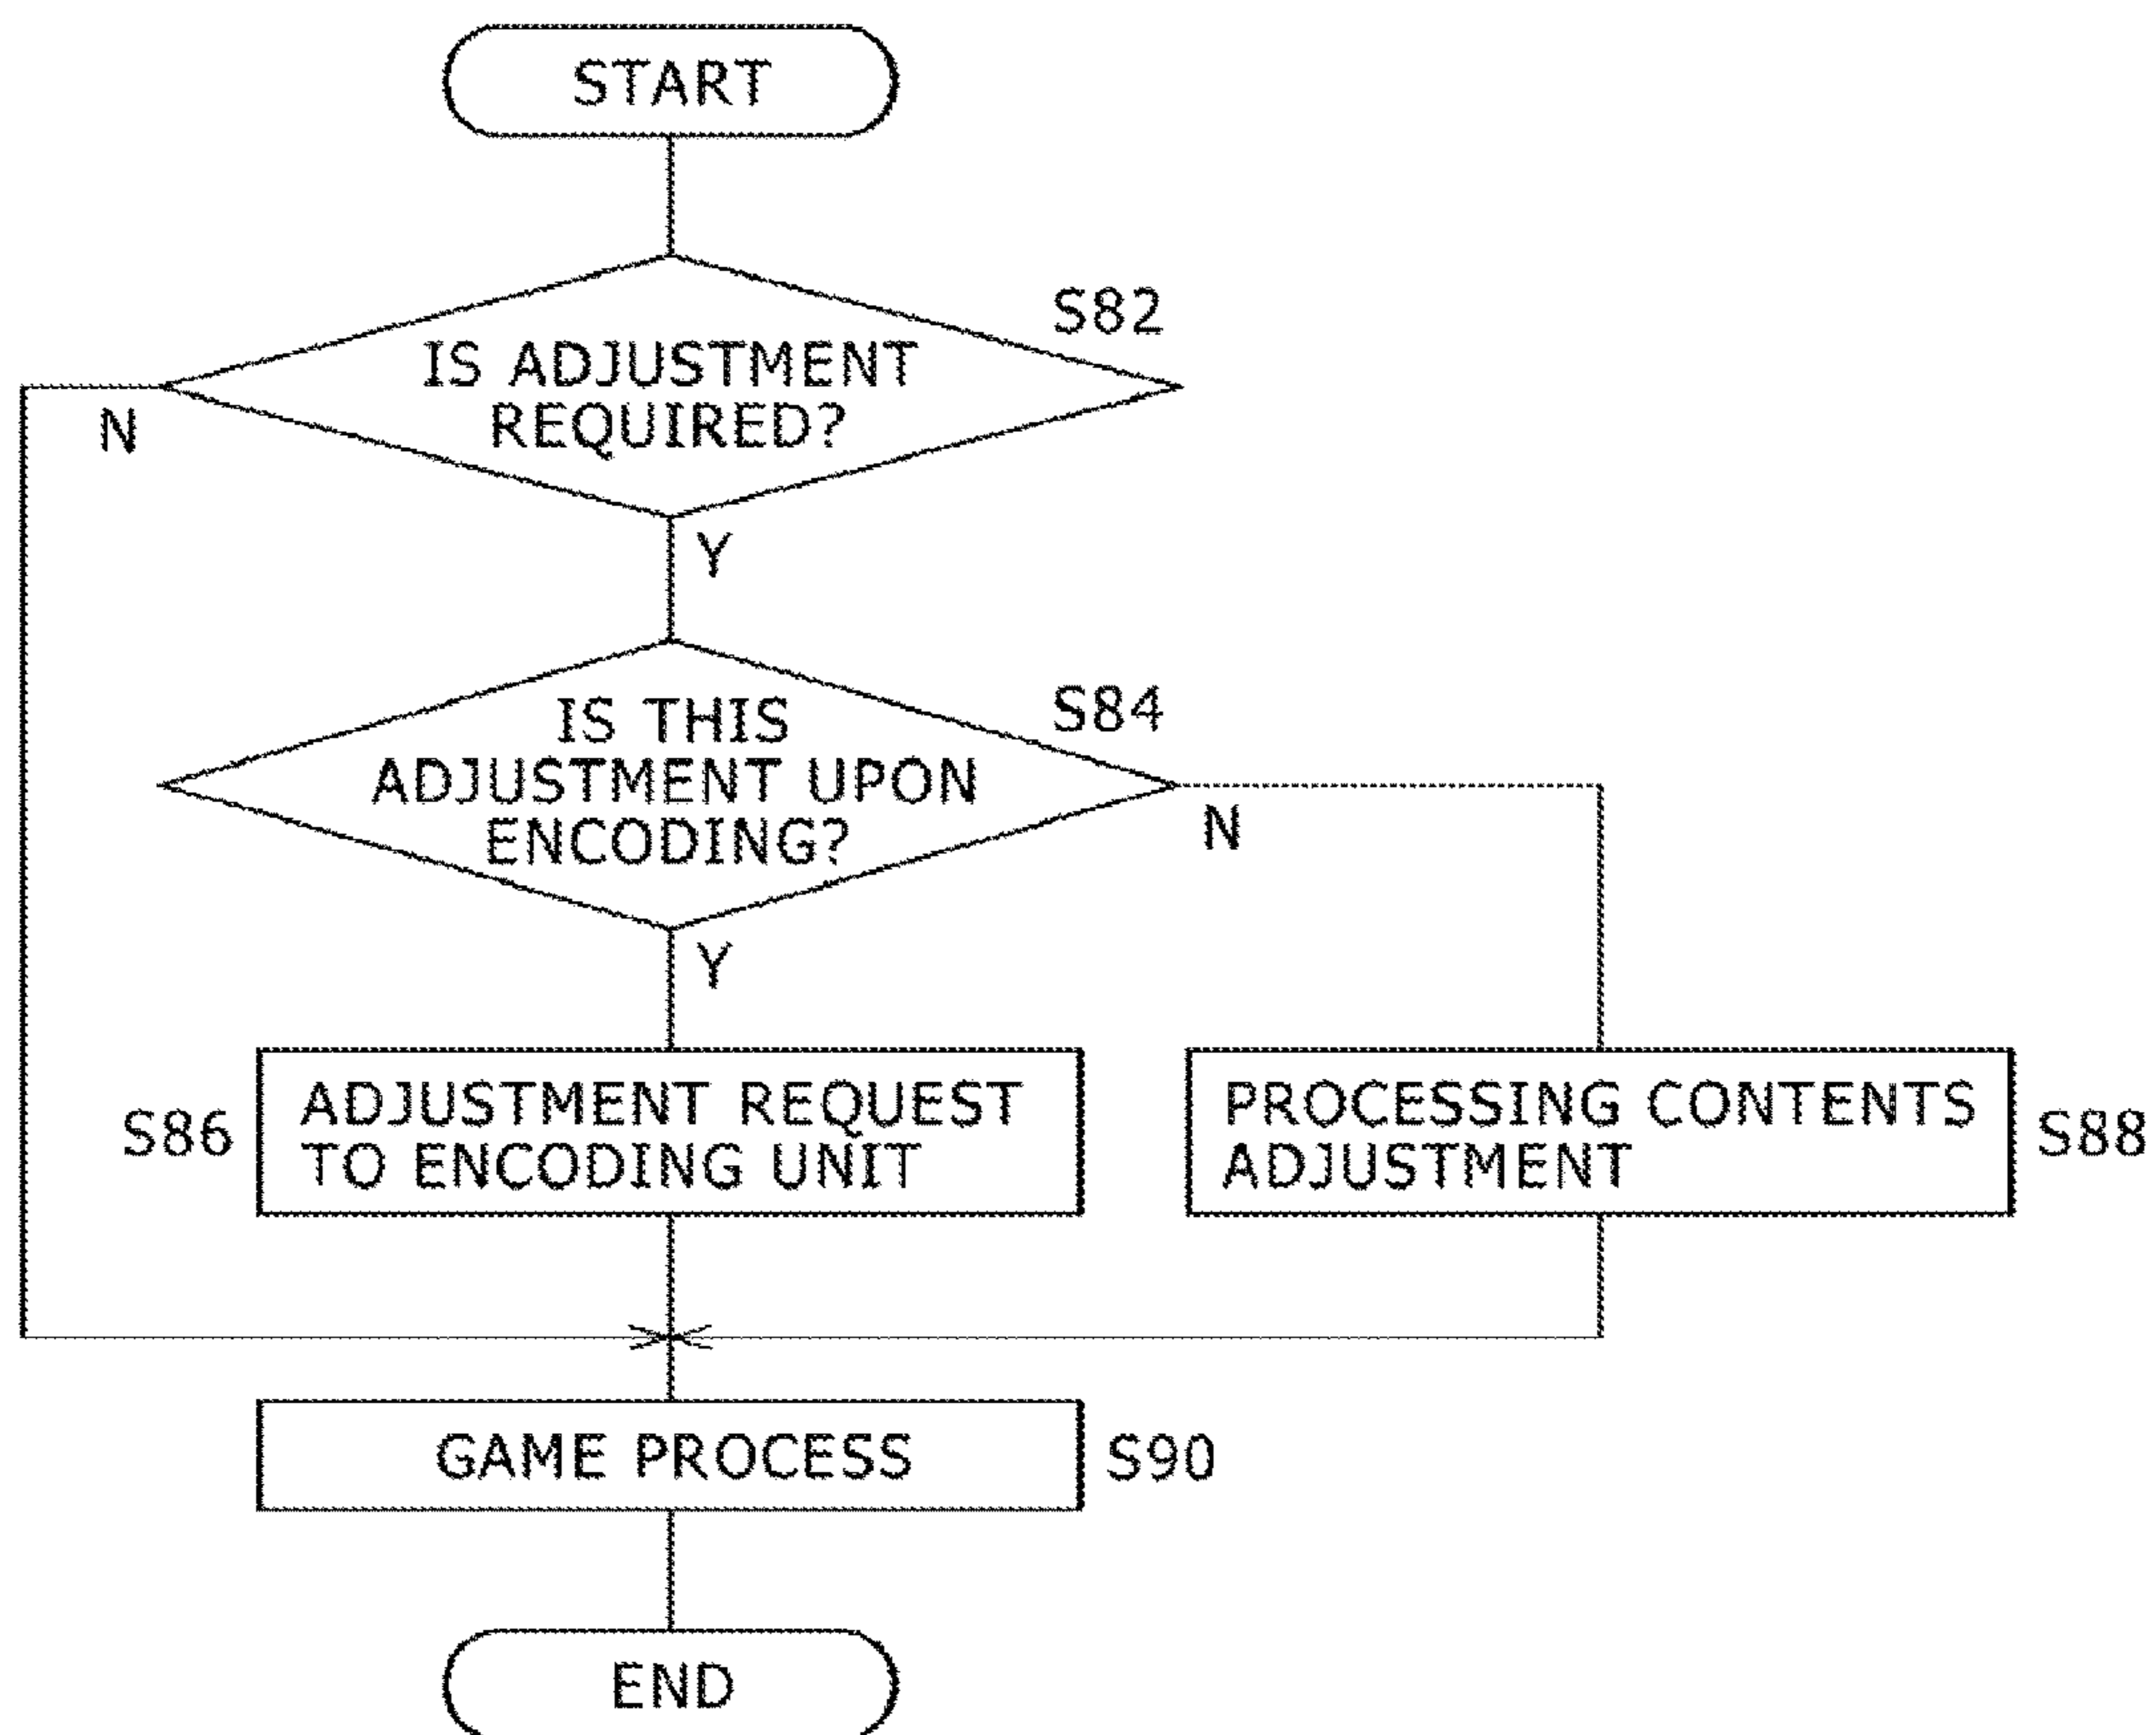 START
S82
IS ADJUSTMENT
REQUIRED?
N
Y
S84
IS THIS
ADJUSTMENT UPON
ENCODING?
N
Y
S86
ADJUSTMENT REQUEST
TO ENCODING UNIT
PROCESSING CONTENTS
ADJUSTMENT
S88
GAME PROCESS
S90
END